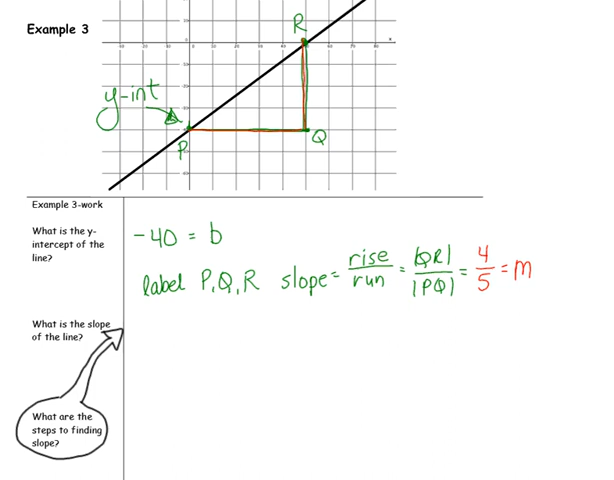 Example 3
R
y-int
P
Q
Example 3-work
What is the y-
intercept of the
line?
-40 = b
label P,Q,R slope = rise/run = |QR|/|PQ| = 4/5 = m
What is the slope
of the line?
What are the
steps to finding
slope?